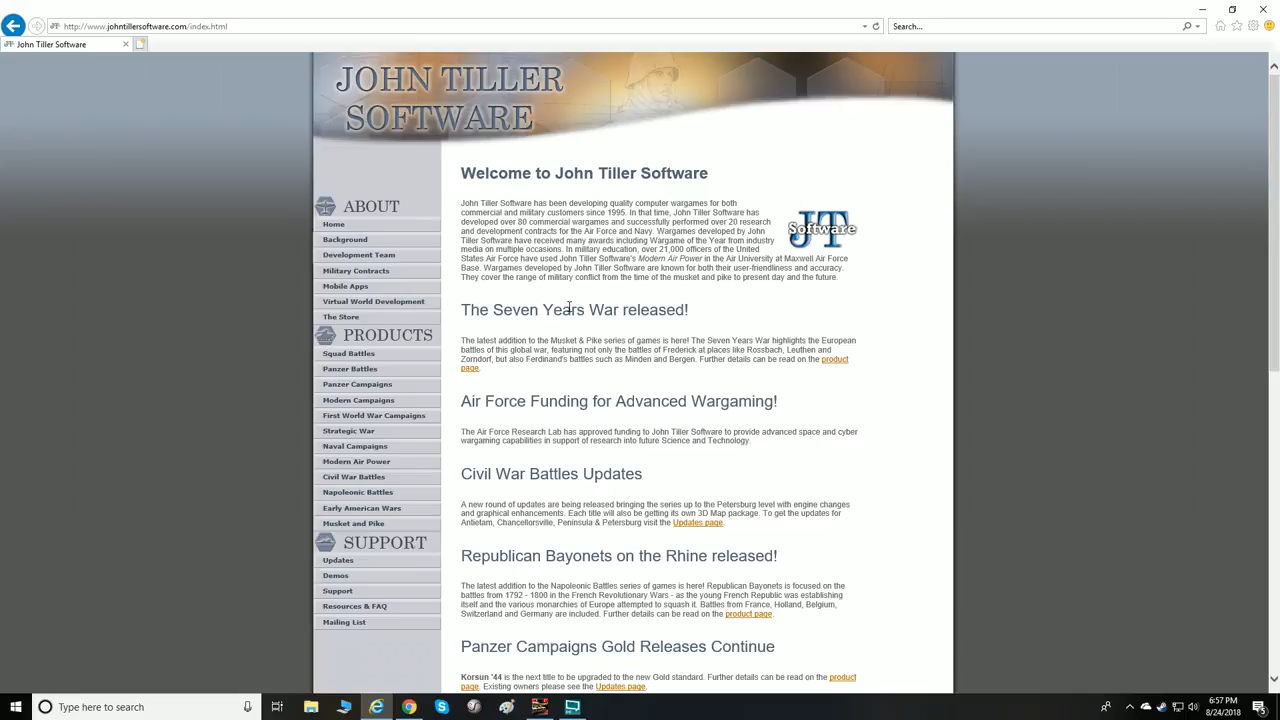 http://www.johntillersoftware.com/index.html
Search...
John Tiller Software
JOHN TILLER
SOFTWARE
ABOUT
Home
Background
Development Team
Military Contracts
Mobile Apps
Virtual World Development
The Store
PRODUCTS
Squad Battles
Panzer Battles
Panzer Campaigns
Modern Campaigns
First World War Campaigns
Strategic War
Naval Campaigns
Modern Air Power
Civil War Battles
Napoleonic Battles
Early American Wars
Musket and Pike
SUPPORT
Updates
Demos
Support
Resources & FAQ
Mailing List
Welcome to John Tiller Software
John Tiller Software has been developing quality computer wargames for both
commercial and military customers since 1995. In that time, John Tiller Software has
developed over 80 commercial wargames and successfully performed over 20 research
and development contracts for the Air Force and Navy. Wargames developed by John
Tiller Software have received many awards including Wargame of the Year from industry
media on multiple occasions. In military education, over 21,000 officers of the United
States Air Force have used John Tiller Software's Modern Air Power in the Air University at Maxwell Air Force
Base. Wargames developed by John Tiller Software are known for both their user-friendliness and accuracy.
They cover the range of military conflict from the time of the musket and pike to present day and the future.
JT
Software
The Seven Years War released!
The latest addition to the Musket & Pike series of games is here! The Seven Years War highlights the European
battles of this global war, featuring not only the battles of Frederick at places like Rossbach, Leuthen and
Zorndorf, but also Ferdinand's battles such as Minden and Bergen. Further details can be read on the product
page.
Air Force Funding for Advanced Wargaming!
The Air Force Research Lab has approved funding to John Tiller Software to provide advanced space and cyber
wargaming capabilities in support of research into future Science and Technology.
Civil War Battles Updates
A new round of updates are being released bringing the series up to the Petersburg level with engine changes
and graphical enhancements. Each title will also be getting its own 3D Map package. To get the updates for
Antietam, Chancellorsville, Peninsula & Petersburg visit the Updates page.
Republican Bayonets on the Rhine released!
The latest addition to the Napoleonic Battles series of games is here! Republican Bayonets is focused on the
battles from 1792 - 1800 in the French Revolutionary Wars - as the young French Republic was establishing
itself and the various monarchies of Europe attempted to squash it. Battles from France, Holland, Belgium,
Switzerland and Germany are included. Further details can be read on the product page.
Panzer Campaigns Gold Releases Continue
Korsun '44 is the next title to be upgraded to the new Gold standard. Further details can be read on the product
page. Existing owners please see the Updates page.
Type here to search
6:57 PM
8/24/2018